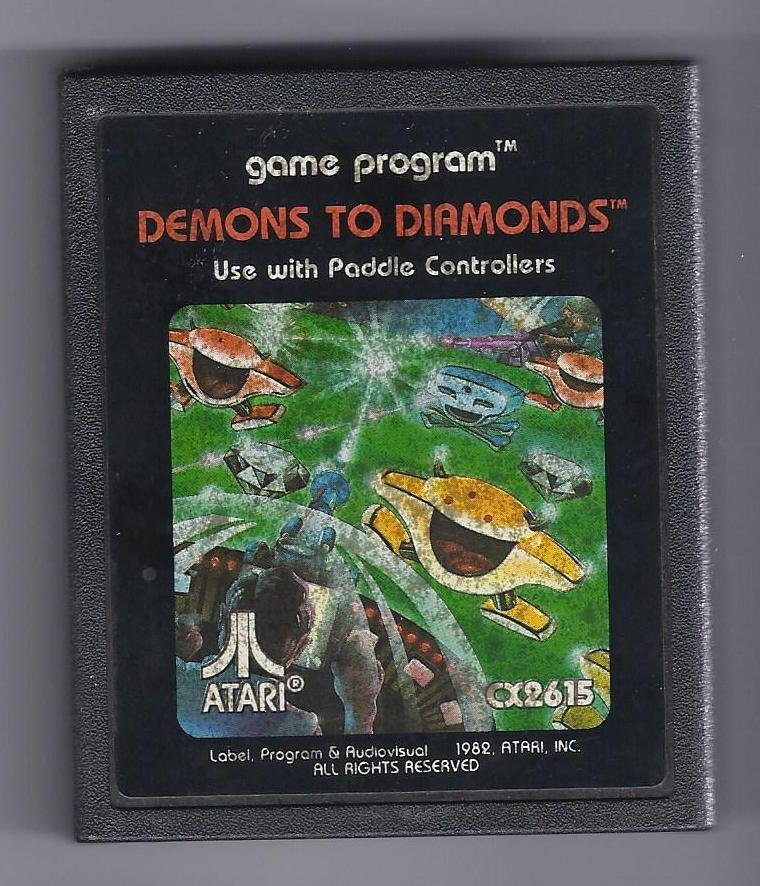 game program™
DEMONS TO DIAMONDS™
Use with Paddle Controllers
ATARI®
CX2615
Label, Program & Audiovisual 1982, ATARI, INC.
ALL RIGHTS RESERVED